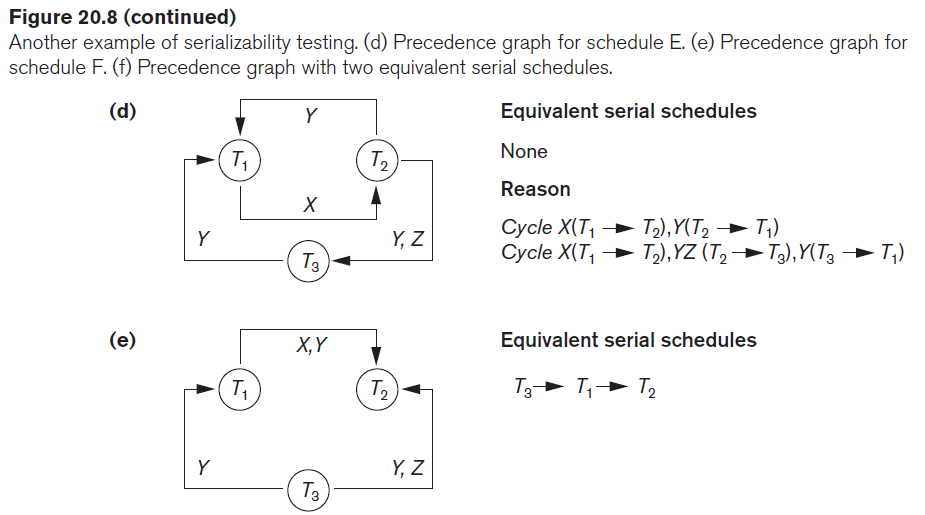 Figure 20.8 (continued)
Another example of serializability testing. (d) Precedence graph for schedule E. (e) Precedence graph for
schedule F. (f) Precedence graph with two equivalent serial schedules.
(d)
Y
Equivalent serial schedules
T1
T2
None
Reason
X
Y
Y, Z
Cycle X(T1 → T2),Y(T2 → T1)
T3
Cycle X(T1 → T2),YZ (T2 → T3),Y(T3 → T1)
(e)
X,Y
Equivalent serial schedules
T1
T2
T3 → T1 → T2
Y
Y, Z
T3